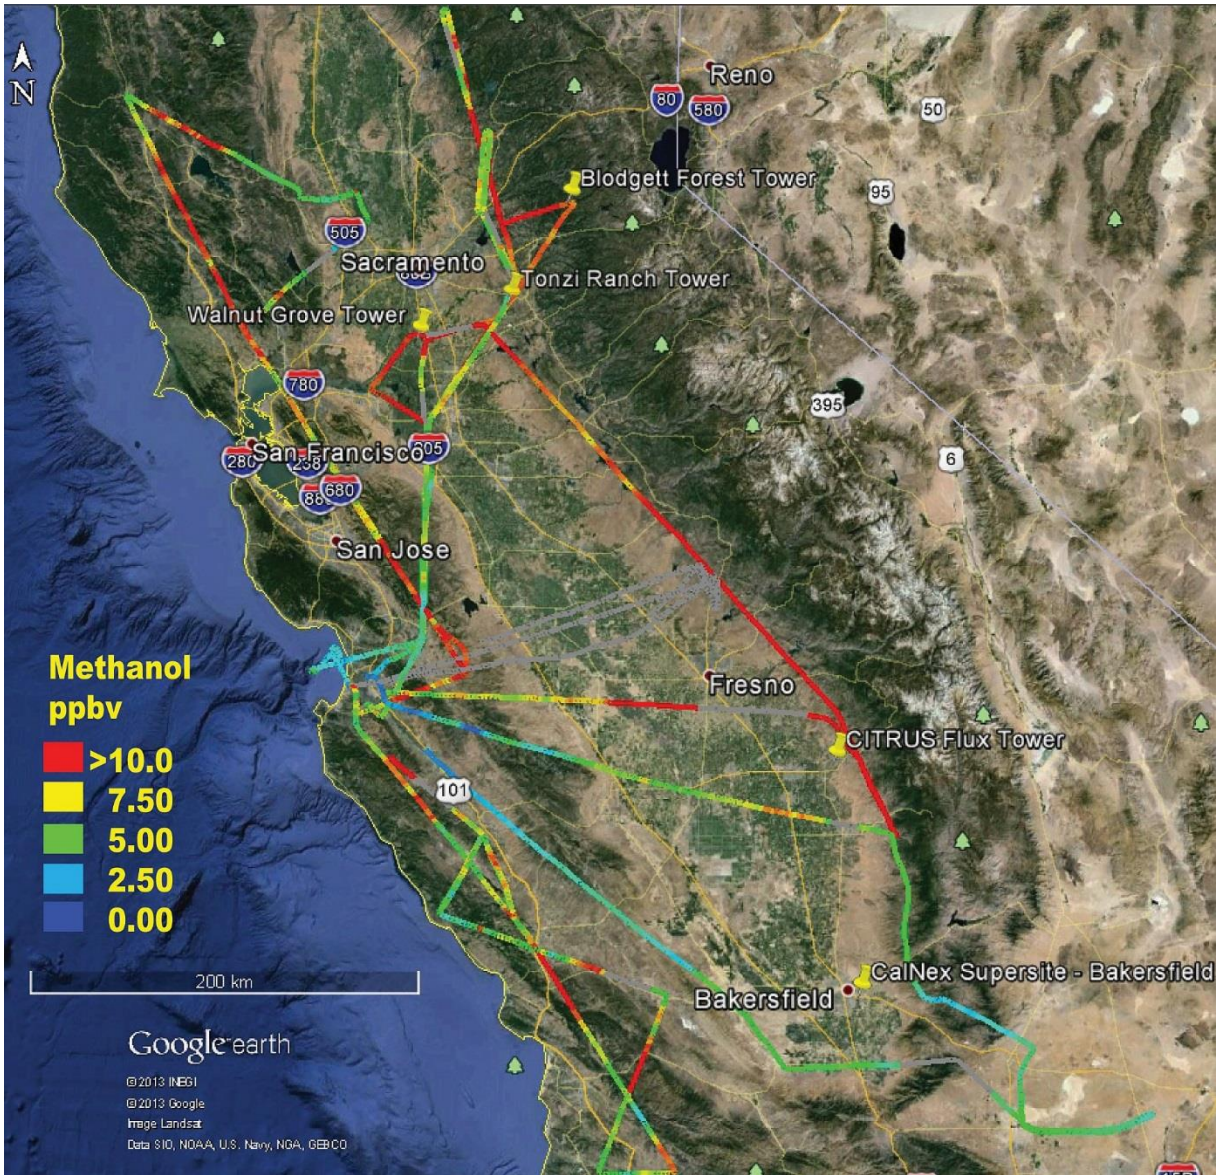 N
Reno
80
580
50
Blodgett Forest Tower
95
505
Sacramento
Tonzi Ranch Tower
Walnut Grove Tower
780
395
San Francisco
280
238
205
6
680
San Jose
Methanol
ppbv
>10.0
7.50
5.00
2.50
0.00
Fresno
CITRUS Flux Tower
101
200 km
CalNex Supersite - Bakersfield
Bakersfield
Google earth
© 2013 INEGI
© 2013 Google
Image Landsat
Data SIO, NOAA, U.S. Navy, NGA, GEBCO